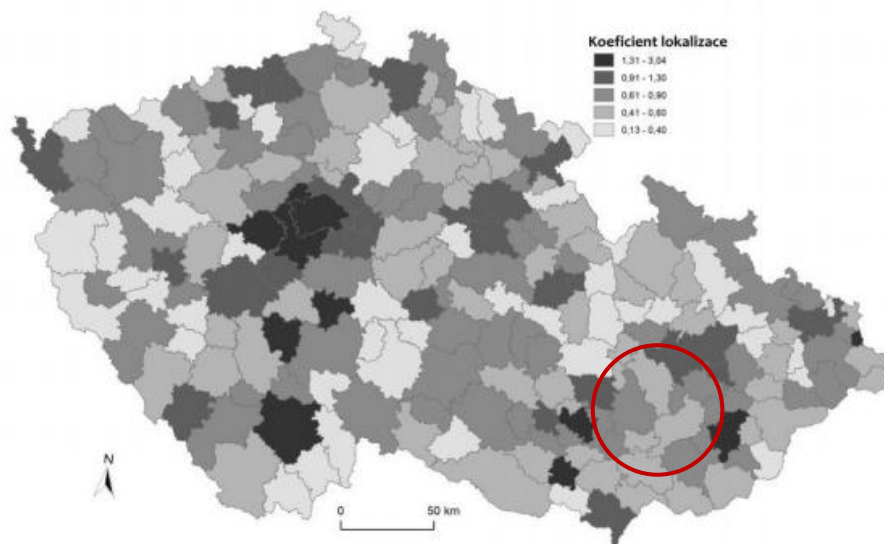 Koeficient lokalizace
1,31 - 3,04
0,91 - 1,30
0,61 - 0,90
0,41 - 0,60
0,13 - 0,40
N
0 50 km